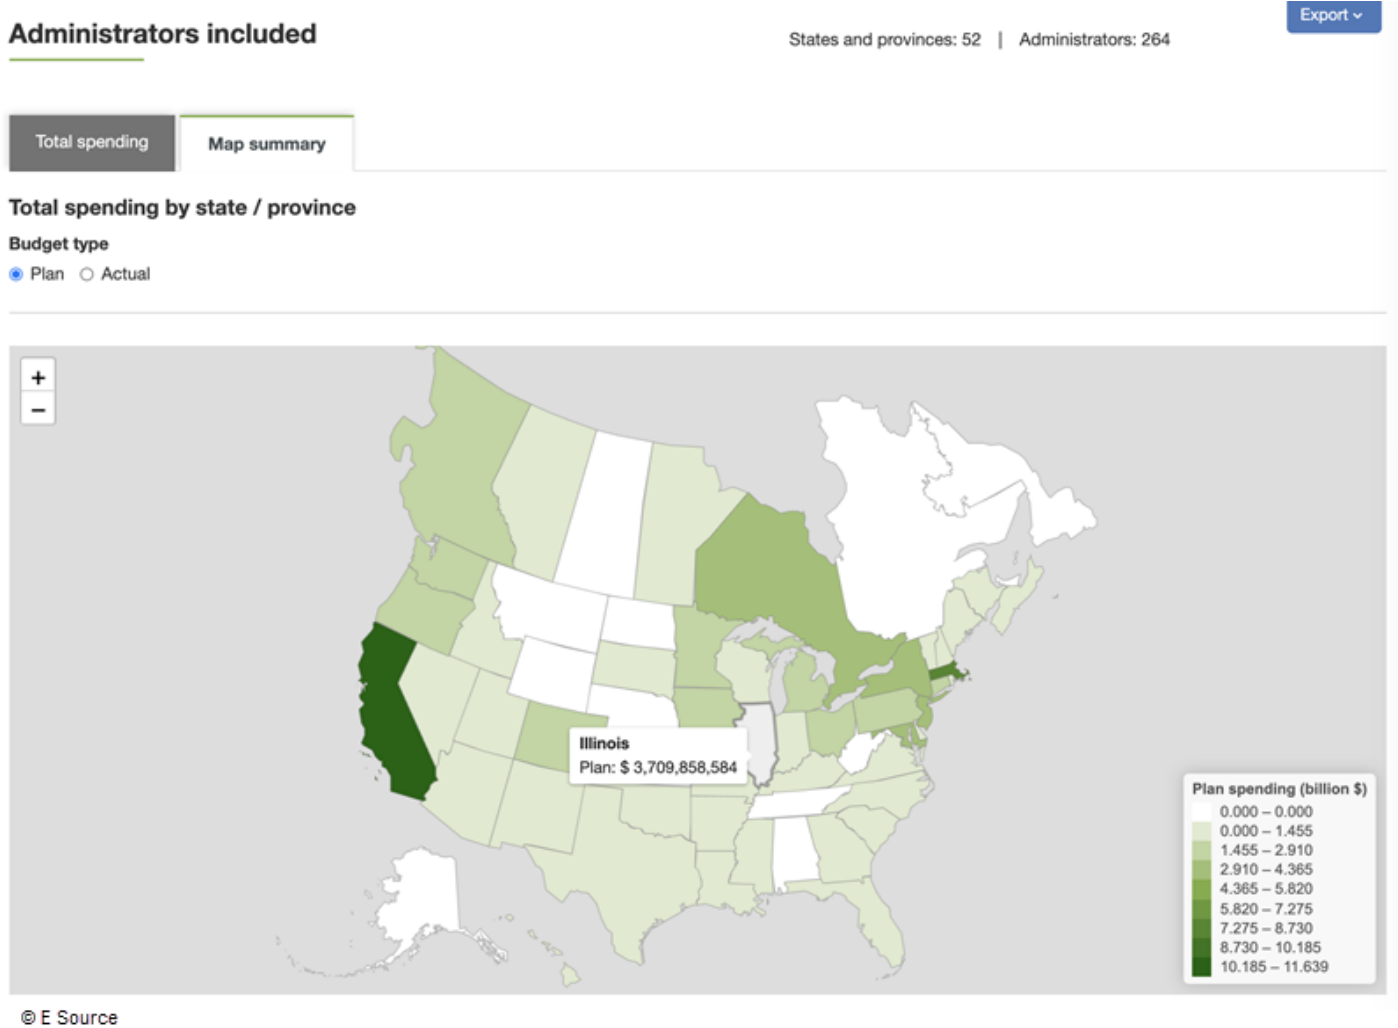 Export
Administrators included
States and provinces: 52 | Administrators: 264
Total spending
Map summary
Total spending by state / province
Budget type
Plan Actual
+
−
Illinois
Plan: $ 3,709,858,584
Plan spending (billion $)
0.000 – 0.000
0.000 – 1.455
1.455 – 2.910
2.910 – 4.365
4.365 – 5.820
5.820 – 7.275
7.275 – 8.730
8.730 – 10.185
10.185 – 11.639
© E Source